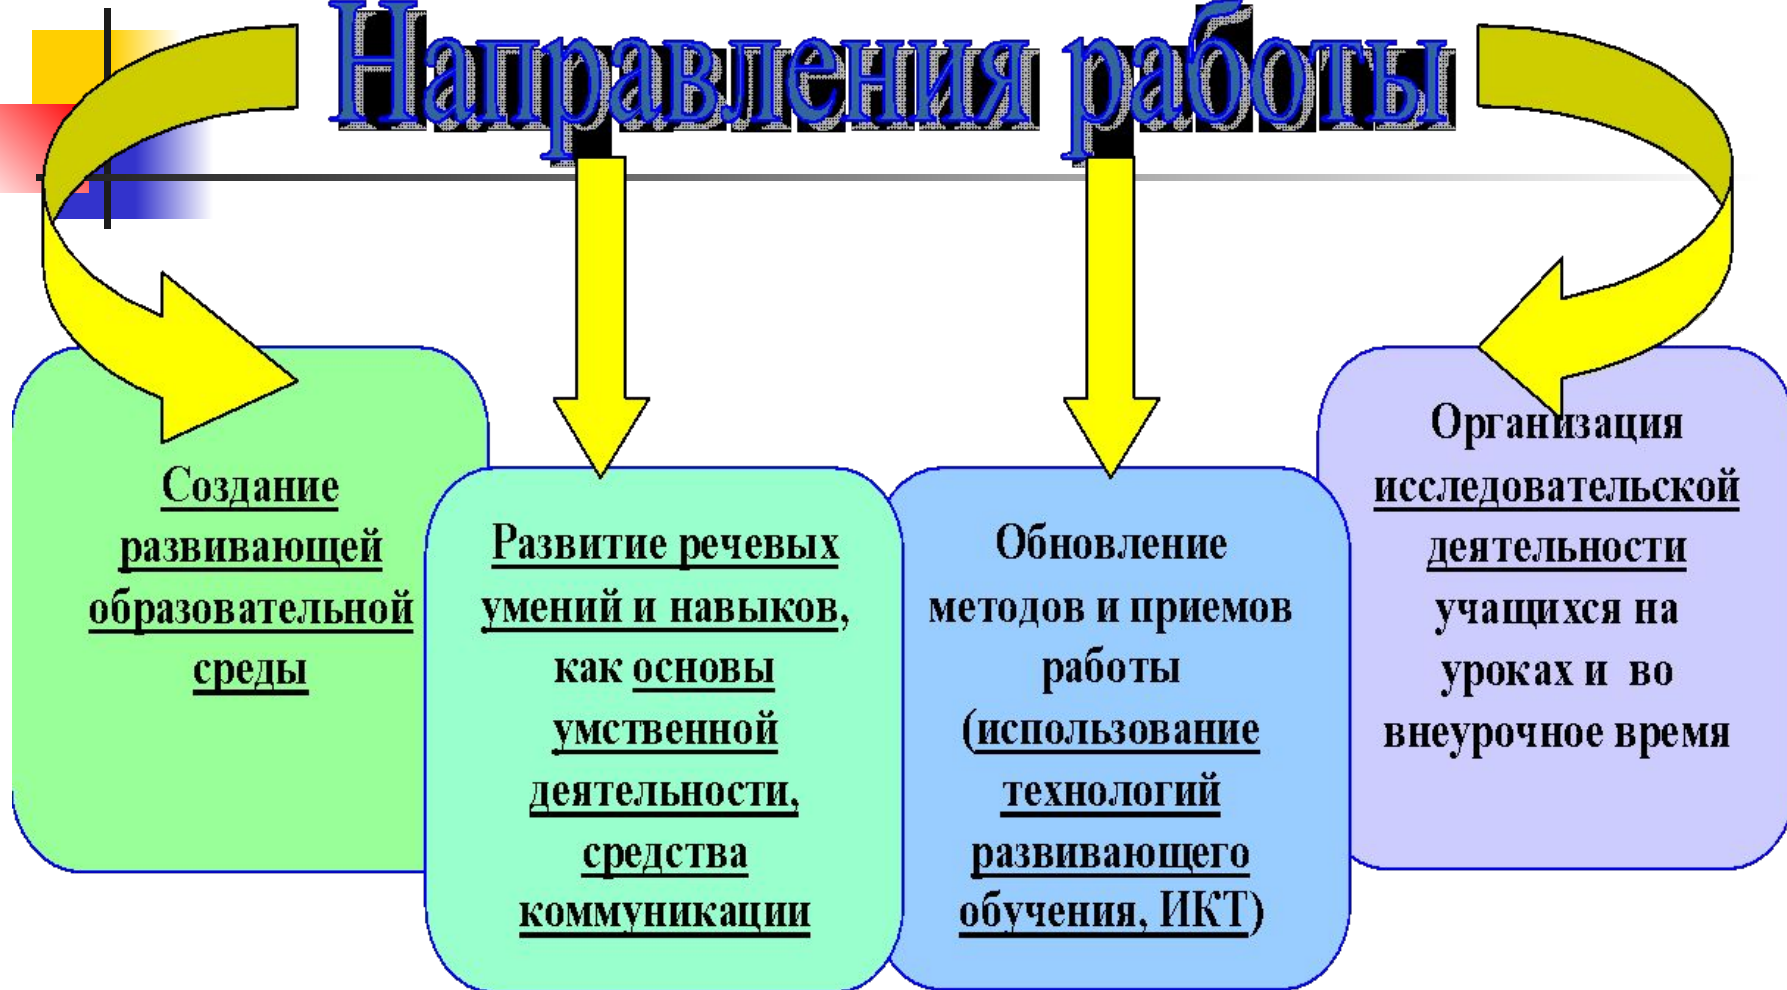 Направления работы
Создание
развивающей
образовательной
среды
Развитие речевых
умений и навыков,
как основы
умственной
деятельности,
средства
коммуникации
Обновление
методов и приемов
работы
(использование
технологий
развивающего
обучения, ИКТ)
Организация
исследовательской
деятельности
учащихся на
уроках и во
внеурочное время